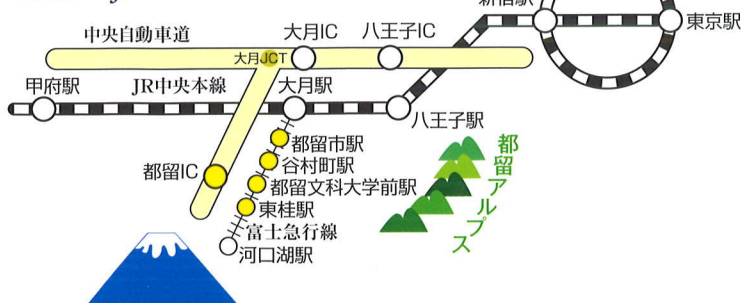 新宿駅
東京駅
中央自動車道
大月IC
八王子IC
大月JCT
甲府駅
JR中央本線
大月駅
八王子駅
都留市駅
谷村町駅
都留IC
都留文科大学前駅
東桂駅
富士急行線
河口湖駅
都留アルプス